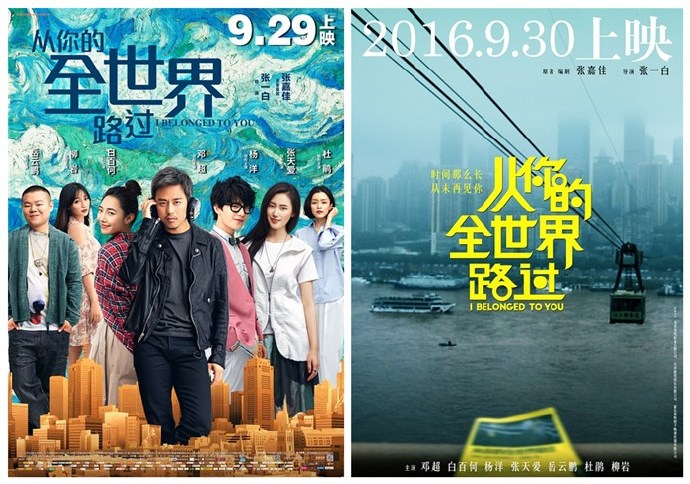 9.29上映
从你的
全世界
路过
I BELONGED TO YOU
张一白
张嘉佳
岳云鹏
柳岩
白百何
邓超
杨洋
张天爱
杜鹃
2016.9.30上映
原著 编剧 张嘉佳 导演 张一白
时间那么长
从未再见你
从你的
全世界
路过
I BELONGED TO YOU
主演 邓超 白百何 杨洋 张天爱 岳云鹏 杜鹃 柳岩